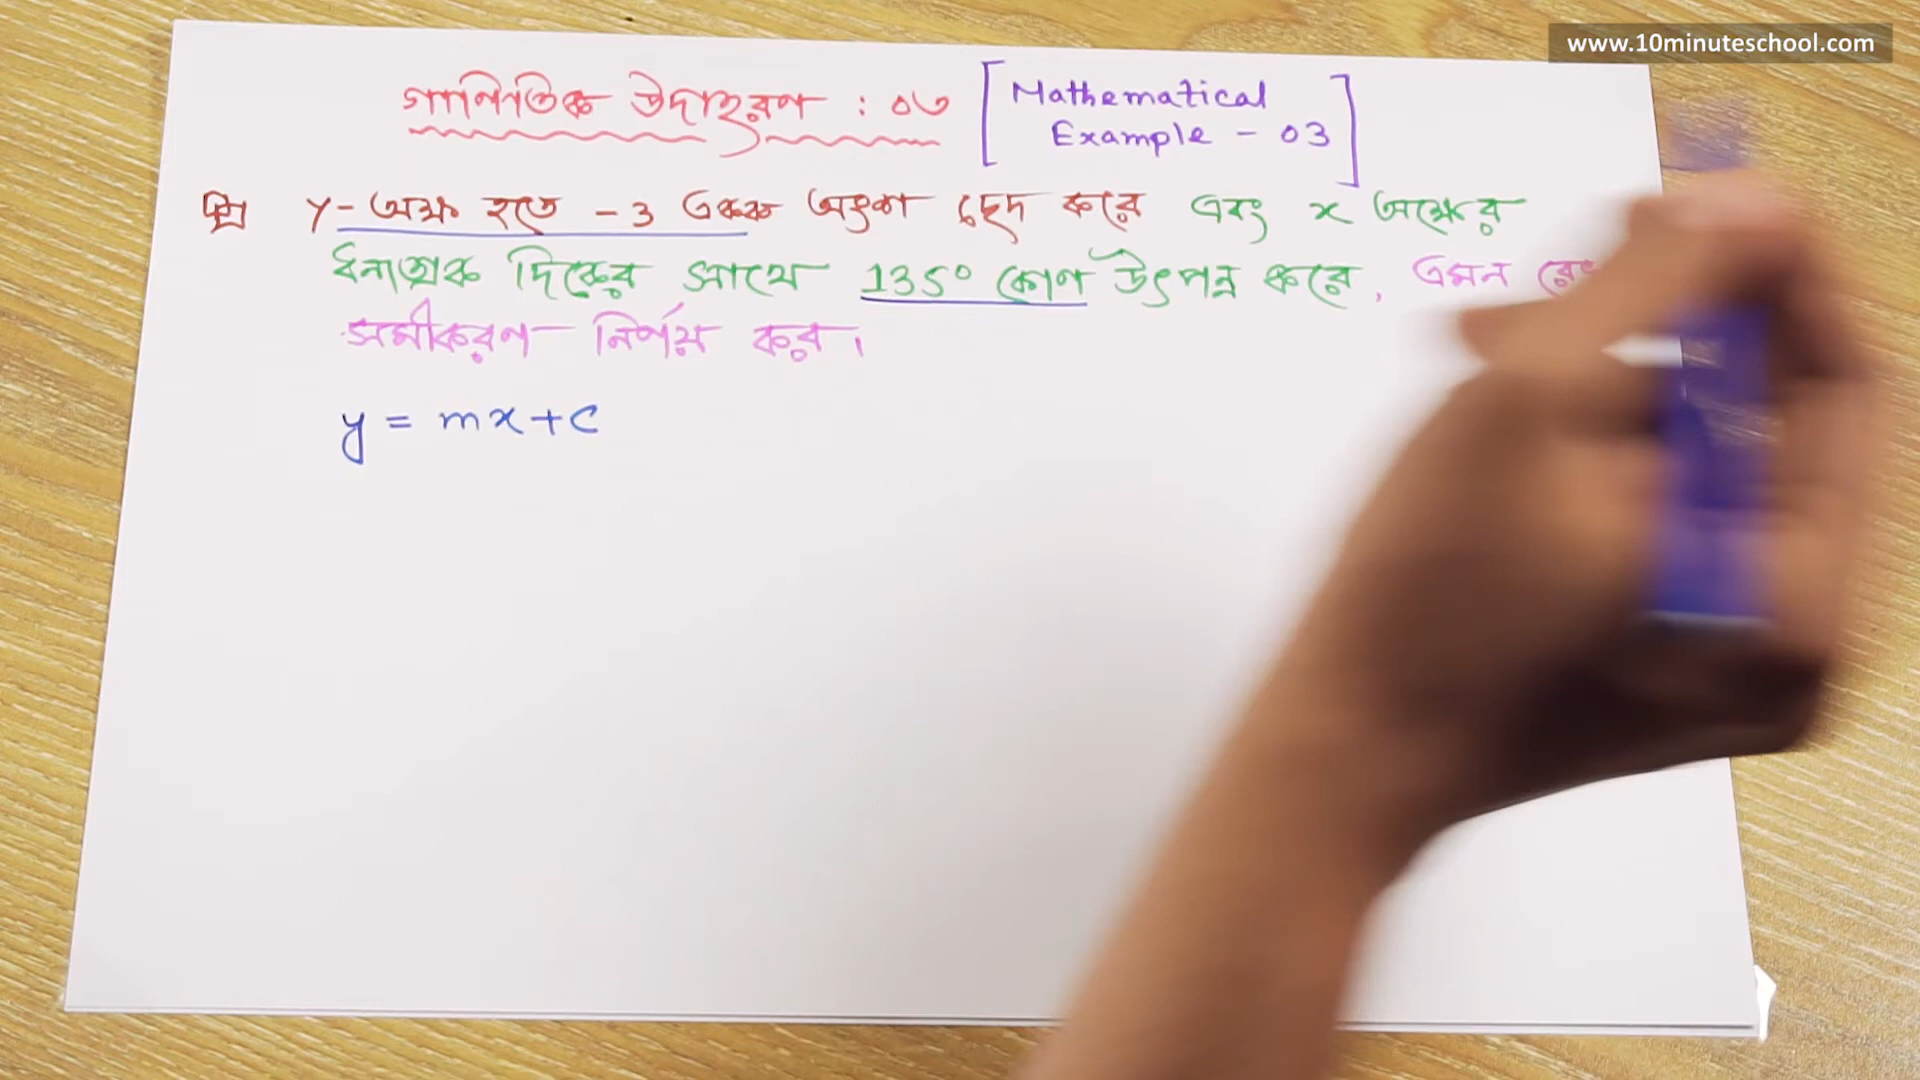 www.10minuteschool.com
গাণিতিক উদাহরণ : ০৩ [Mathematical
Example - 03]
প্রঃ Y-অক্ষ হতে -3 একক অংশ ছেদ করে এবং x অক্ষের
ধনাত্মক দিকের সাথে 135° কোণ উৎপন্ন করে, এমন
সমীকরণ নির্ণয় কর।
y = mx+c